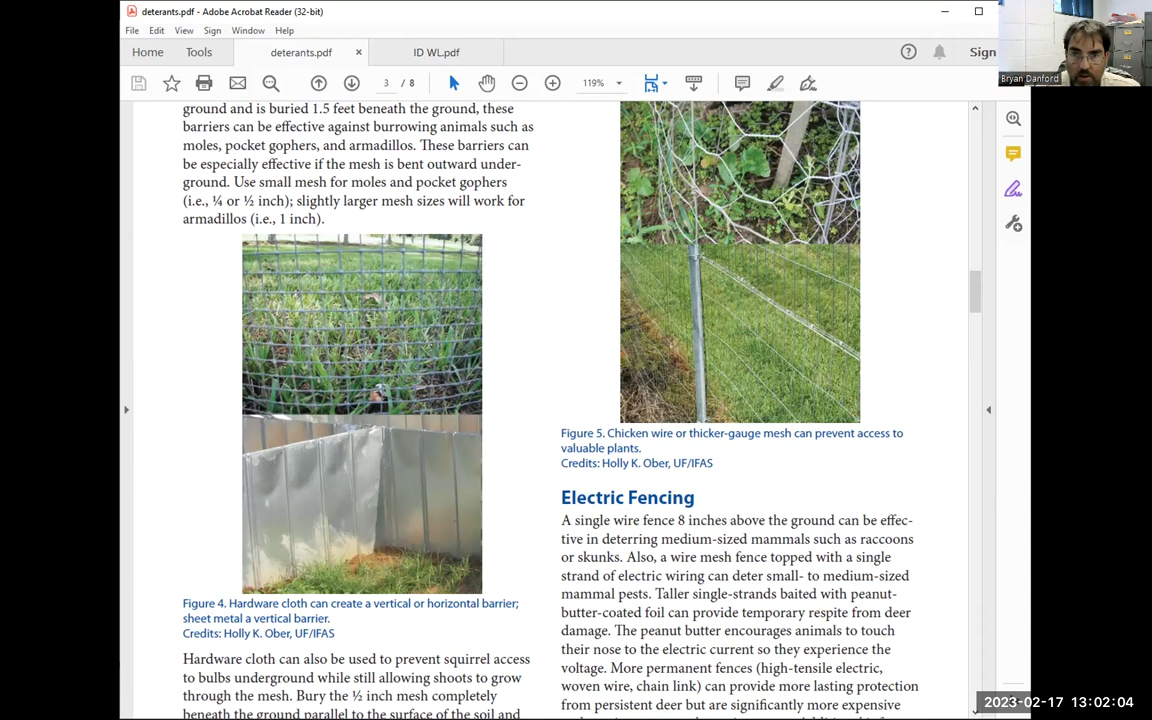 deterants.pdf - Adobe Acrobat Reader (32-bit)
File Edit View Sign Window Help
Home Tools deterants.pdf × ID WL.pdf Sign
3 / 8 119%
Bryan Danford
ground and is buried 1.5 feet beneath the ground, these
barriers can be effective against burrowing animals such as
moles, pocket gophers, and armadillos. These barriers can
be especially effective if the mesh is bent outward under-
ground. Use small mesh for moles and pocket gophers
(i.e., ¼ or ½ inch); slightly larger mesh sizes will work for
armadillos (i.e., 1 inch).
Figure 4. Hardware cloth can create a vertical or horizontal barrier;
sheet metal a vertical barrier.
Credits: Holly K. Ober, UF/IFAS
Hardware cloth can also be used to prevent squirrel access
to bulbs underground while still allowing shoots to grow
through the mesh. Bury the ½ inch mesh completely
beneath the ground parallel to the surface of the soil and
Figure 5. Chicken wire or thicker-gauge mesh can prevent access to
valuable plants.
Credits: Holly K. Ober, UF/IFAS
Electric Fencing
A single wire fence 8 inches above the ground can be effec-
tive in deterring medium-sized mammals such as raccoons
or skunks. Also, a wire mesh fence topped with a single
strand of electric wiring can deter small- to medium-sized
mammal pests. Taller single-strands baited with peanut-
butter-coated foil can provide temporary respite from deer
damage. The peanut butter encourages animals to touch
their nose to the electric current so they experience the
voltage. More permanent fences (high-tensile electric,
woven wire, chain link) can provide more lasting protection
from persistent deer but are significantly more expensive
2023-02-17 13:02:04